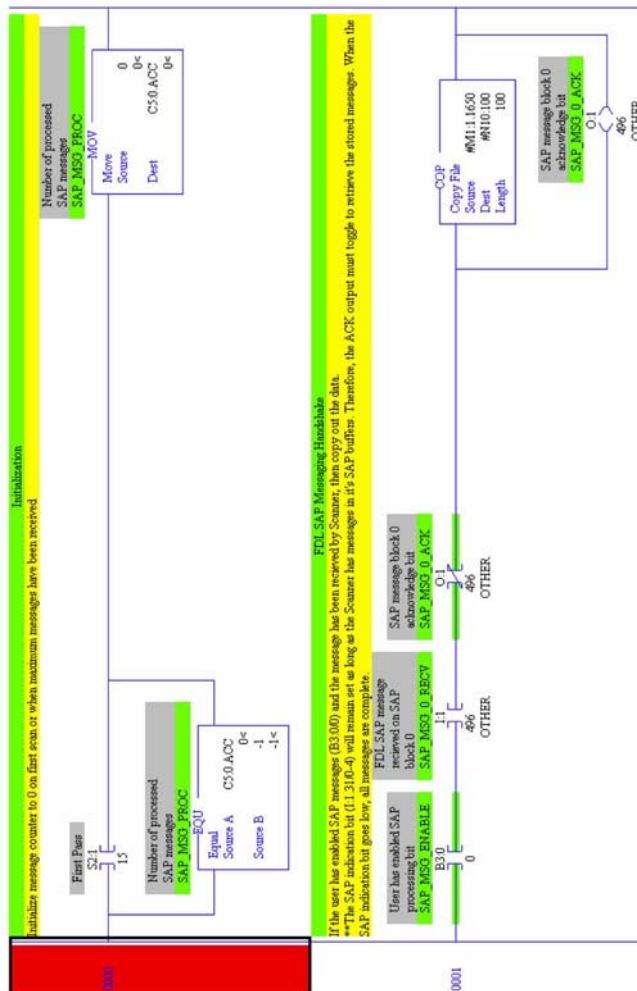 Initialization
Initialize message counter to 0 on first scan or when maximum messages have been received
0000
First Pass
S2:1
15
Number of processed
SAP messages
SAP_MSG_PROC
EQU
Equal
Source A C5:0.ACC
0<
Source B -1
-1<
Number of processed
SAP messages
SAP_MSG_PROC
MOV
Move
Source 0
0<
Dest C5:0.ACC
0<
FDL SAP Messaging Handshake
If the user has enabled SAP messages (B3:0/0) and the message has been recieved by Scanner, then copy out the data.
**The SAP indication bit (I:1.31/0-4) will remain set as long as the Scanner has messages in it's SAP buffers. Therefore, the ACK output must toggle to retrieve the stored messages. When the
SAP indication bit goes low, all messages are complete.
0001
User has enabled SAP
processing bit
SAP_MSG_ENABLE
B3:0
0
FDL SAP message
recieved on SAP
block 0
SAP_MSG_0_RECV
I:1
496
OTHER
SAP message block 0
acknowledge bit
SAP_MSG_0_ACK
O:1
496
OTHER
COP
Copy File
Source #M1:1.1650
Dest #N10:100
Length 100
SAP message block 0
acknowledge bit
SAP_MSG_0_ACK
O:1
496
OTHER